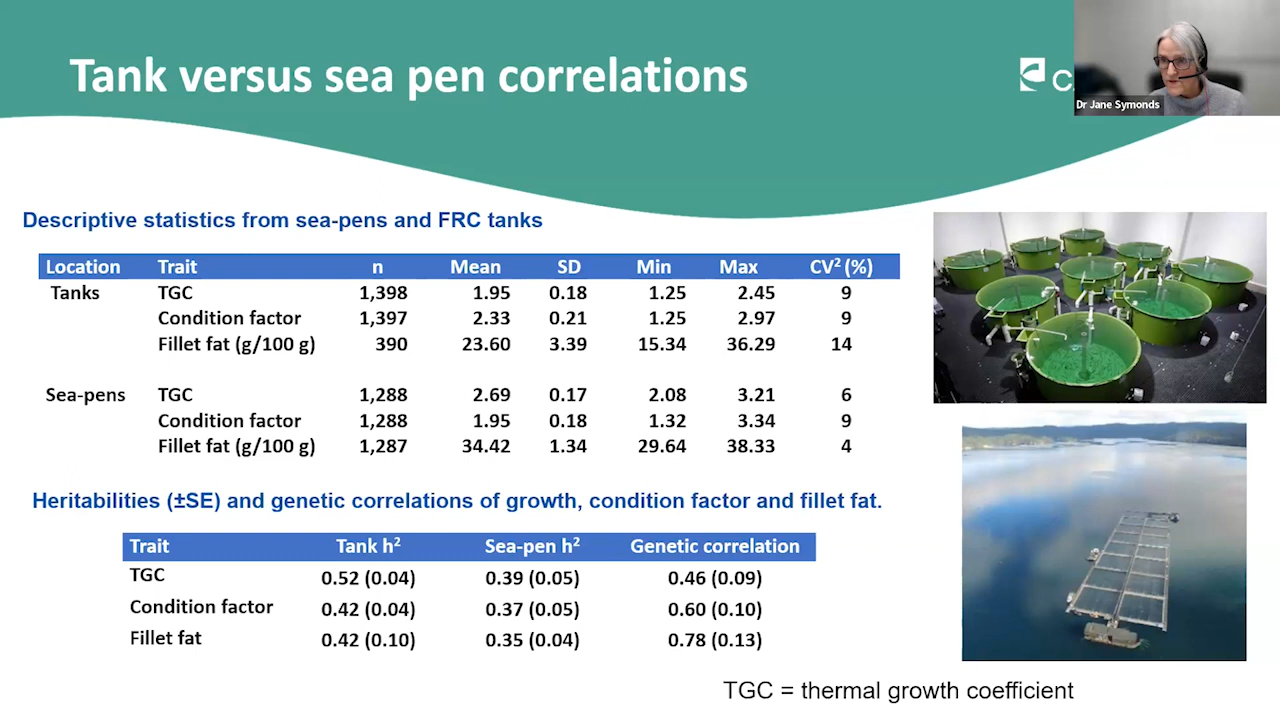 Tank versus sea pen correlations
Dr Jane Symonds
Descriptive statistics from sea-pens and FRC tanks
Location Trait n Mean SD Min Max CV² (%)
Tanks TGC 1,398 1.95 0.18 1.25 2.45 9
Condition factor 1,397 2.33 0.21 1.25 2.97 9
Fillet fat (g/100 g) 390 23.60 3.39 15.34 36.29 14
Sea-pens TGC 1,288 2.69 0.17 2.08 3.21 6
Condition factor 1,288 1.95 0.18 1.32 3.34 9
Fillet fat (g/100 g) 1,287 34.42 1.34 29.64 38.33 4
Heritabilities (±SE) and genetic correlations of growth, condition factor and fillet fat.
Trait Tank h² Sea-pen h² Genetic correlation
TGC 0.52 (0.04) 0.39 (0.05) 0.46 (0.09)
Condition factor 0.42 (0.04) 0.37 (0.05) 0.60 (0.10)
Fillet fat 0.42 (0.10) 0.35 (0.04) 0.78 (0.13)
TGC = thermal growth coefficient